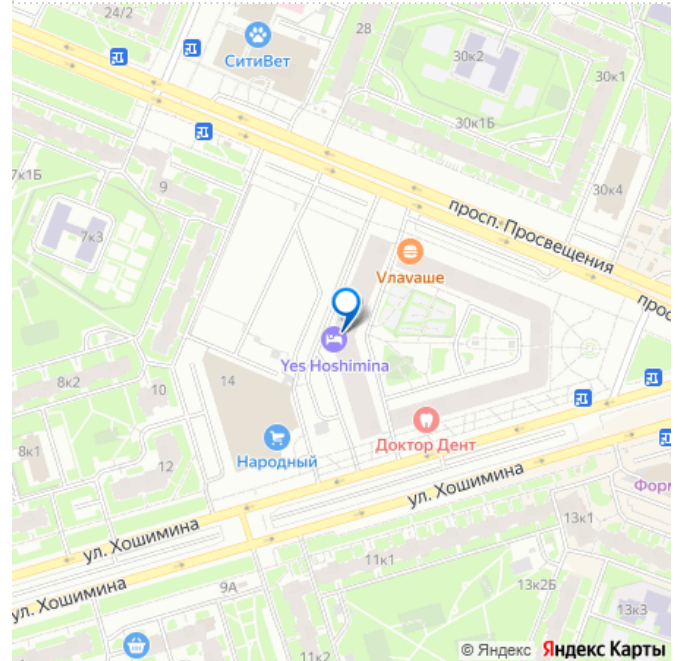 24/2
28
СитиВет
30к2
30к1
30к1Б
7к1Б
9
30к4
просп. Просвещения
7к3
Vлаvаше
прос
Yes Hoshimina
8к2
10
14
Доктор Дент
8к1
Народный
12
ул. Хошимина
Форм
ул. Хошимина
13к1
11к1
ул. Хошимина
9А
13к2Б
13к3
11к2
© Яндекс Яндекс Карты